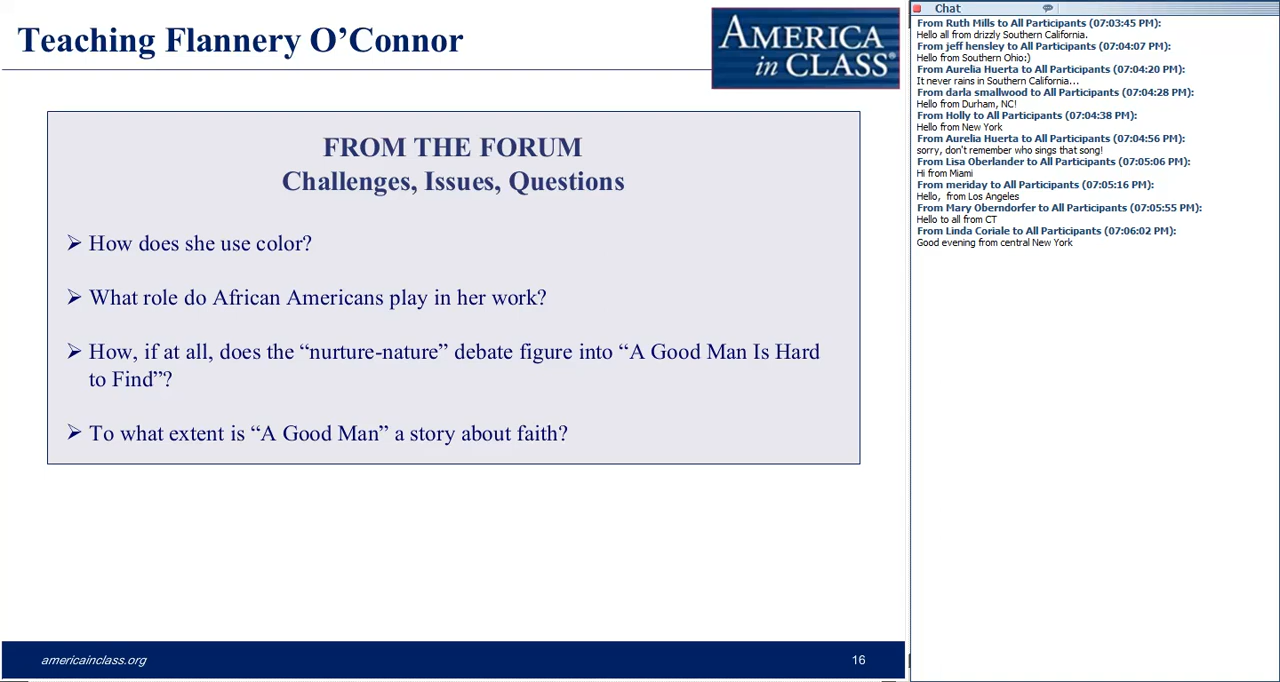 Teaching Flannery O’Connor
AMERICA
in CLASS®
FROM THE FORUM
Challenges, Issues, Questions
➢ How does she use color?
➢ What role do African Americans play in her work?
➢ How, if at all, does the “nurture-nature” debate figure into “A Good Man Is Hard
to Find”?
➢ To what extent is “A Good Man” a story about faith?
americainclass.org
16
Chat
From Ruth Mills to All Participants (07:03:45 PM):
Hello all from drizzly Southern California.
From jeff hensley to All Participants (07:04:07 PM):
Hello from Southern Ohio:)
From Aurelia Huerta to All Participants (07:04:20 PM):
It never rains in Southern California...
From darla smallwood to All Participants (07:04:28 PM):
Hello from Durham, NC!
From Holly to All Participants (07:04:38 PM):
Hello from New York
From Aurelia Huerta to All Participants (07:04:56 PM):
sorry, don't remember who sings that song!
From Lisa Oberlander to All Participants (07:05:06 PM):
Hi from Miami
From meriday to All Participants (07:05:16 PM):
Hello, from Los Angeles
From Mary Oberndorfer to All Participants (07:05:55 PM):
Hello to all from CT
From Linda Coriale to All Participants (07:06:02 PM):
Good evening from central New York